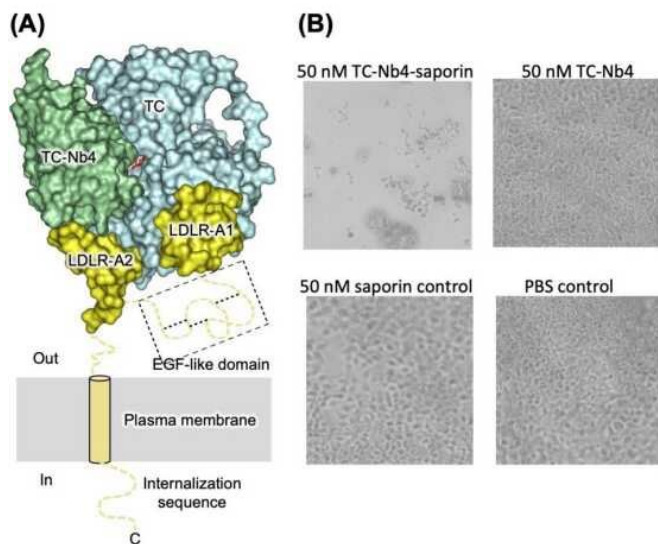 (A)
TC
TC-Nb4
LDLR-A1
LDLR-A2
EGF-like domain
Out
Plasma membrane
In
Internalization
sequence
C
(B)
50 nM TC-Nb4-saporin
50 nM TC-Nb4
50 nM saporin control
PBS control